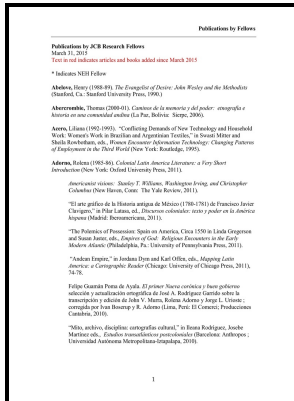 Publications by Fellows
Publications by JCB Research Fellows
March 31, 2015
Text in red indicates articles and books added since March 2015
* Indicates NEH Fellow
Abelove, Henry (1988-89). The Evangelist of Desire: John Wesley and the Methodists
(Stanford, Ca.: Stanford University Press, 1990.)
Abercrombie, Thomas (2000-01). Caminos de la memoria y del poder: etnografía e
historia en una comunidad andina (La Paz, Bolivia: Sierpe, 2006).
Acero, Liliana (1992-1993). "Conflicting Demands of New Technology and Household
Work: Women's Work in Brazilian and Argentinian Textiles," in Swasti Mitter and
Sheila Rowbotham, eds., Women Encounter Information Technology: Changing Patterns
of Employment in the Third World (New York: Routledge, 1995).
Adorno, Rolena (1985-86). Colonial Latin America Literature: a Very Short
Introduction (New York: Oxford University Press, 2011).
Americanist visions: Stanley T. Williams, Washington Irving, and Christopher
Columbus (New Haven, Conn: The Yale Review, 2011).
"El arte gráfico de la Historia antigua de México (1780-1781) de Francisco Javier
Clavigero," in Pilar Latasa, ed., Discursos coloniales: texto y poder en la América
hispana (Madrid: Iberoamericana, 2011).
"The Polemics of Possession: Spain on America, Circa 1550 in Linda Gregerson
and Susan Juster, eds., Empires of God: Religious Encounters in the Early
Modern Atlantic (Philadelphia, Pa.: University of Pennsylvania Press, 2011).
"Andean Empire," in Jordana Dym and Karl Offen, eds., Mapping Latin
America: a Cartographic Reader (Chicago: University of Chicago Press, 2011),
74-78.
Felipe Guamán Poma de Ayala. El primer Nueva corónica y buen gobierno
selección y actualización ortográfica de José A. Rodríguez Garrido sobre la
transcripción y edición de John V. Murra, Rolena Adorno y Jorge L. Urioste ;
corregida por Ivan Boserup y R. Adorno (Lima, Perú: El Comerci; Producciones
Cantabria, 2010).
"Mito, archivo, disciplina: cartografías culturales," in Ileana Rodríguez, Josebe
Martínez eds., Estudios transatlánticos postcoloniales (Barcelona: Anthropos ;
Universidad Autónoma Metropolitana-Iztapalapa, 2010).
1